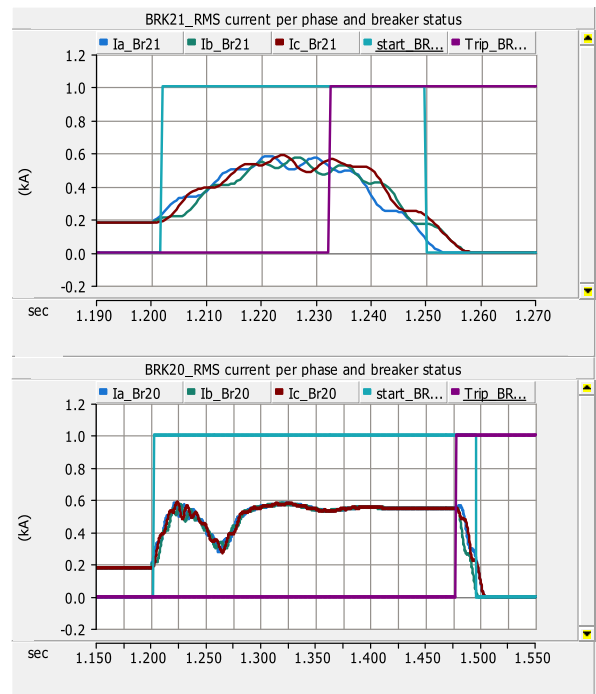 BRK21_RMS current per phase and breaker status
Ia_Br21 Ib_Br21 Ic_Br21 start_BR... Trip_BR...
1.2
1.0
0.8
0.6
0.4
0.2
0.0
-0.2
(kA)
sec 1.190 1.200 1.210 1.220 1.230 1.240 1.250 1.260 1.270
BRK20_RMS current per phase and breaker status
Ia_Br20 Ib_Br20 Ic_Br20 start_BR... Trip_BR...
1.2
1.0
0.8
0.6
0.4
0.2
0.0
-0.2
(kA)
sec 1.150 1.200 1.250 1.300 1.350 1.400 1.450 1.500 1.550